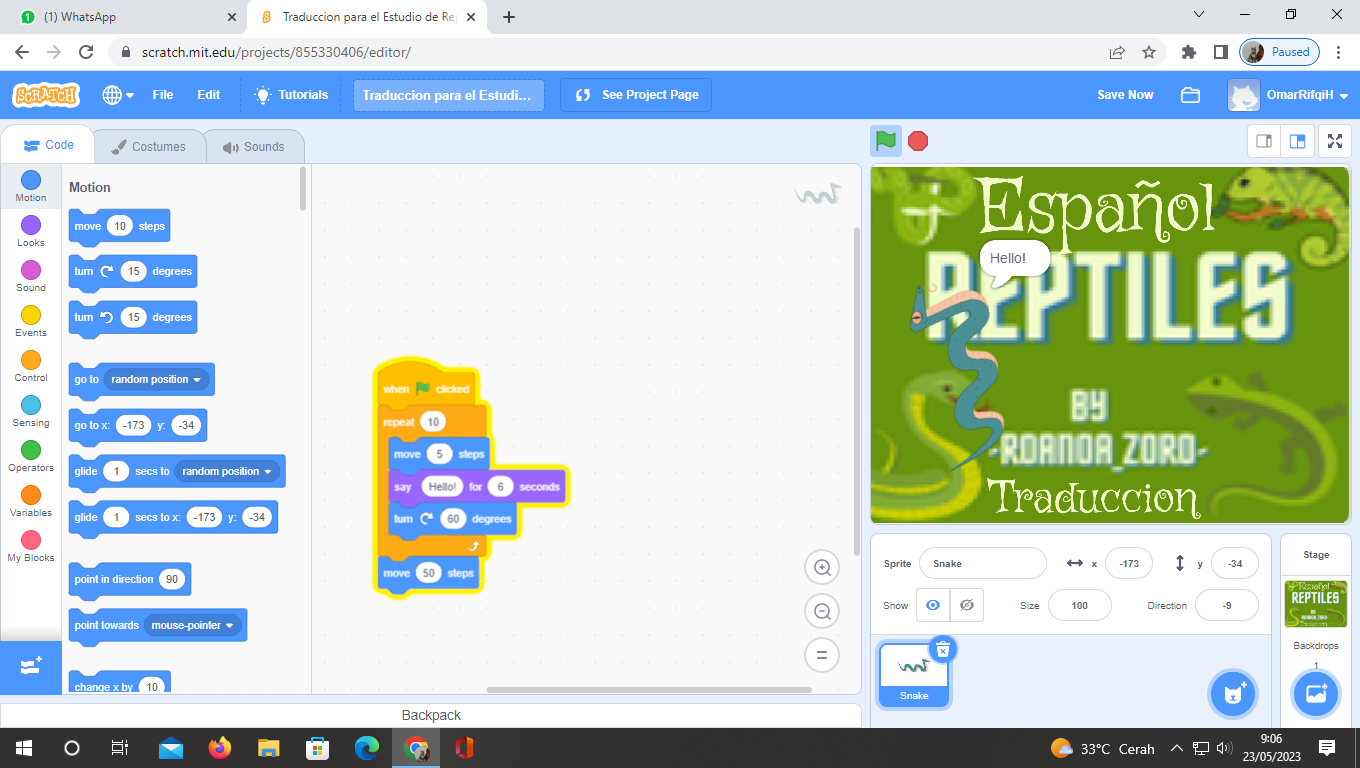 (1) WhatsApp
Traduccion para el Estudio de Rep
scratch.mit.edu/projects/855330406/editor/
Paused
SCRATCH
File
Edit
Tutorials
Traduccion para el Estudi...
See Project Page
Save Now
OmarRifqiH
Code
Costumes
Sounds
Motion
Looks
Sound
Events
Control
Sensing
Operators
Variables
My Blocks
Motion
move 10 steps
turn 15 degrees
turn 15 degrees
go to random position
go to x: -173 y: -34
glide 1 secs to random position
glide 1 secs to x: -173 y: -34
point in direction 90
point towards mouse-pointer
change x by 10
when clicked
repeat 10
move 5 steps
say Hello! for 6 seconds
turn 60 degrees
move 50 steps
Backpack
Español
Hello!
REPTILES
BY
-ROANOA_ZORO-
Traduccion
Sprite Snake x -173 y -34
Show Size 100 Direction -9
Snake
Stage
Español
REPTILES
BY
Traduccion
Backdrops
1
33°C Cerah
9:06
23/05/2023